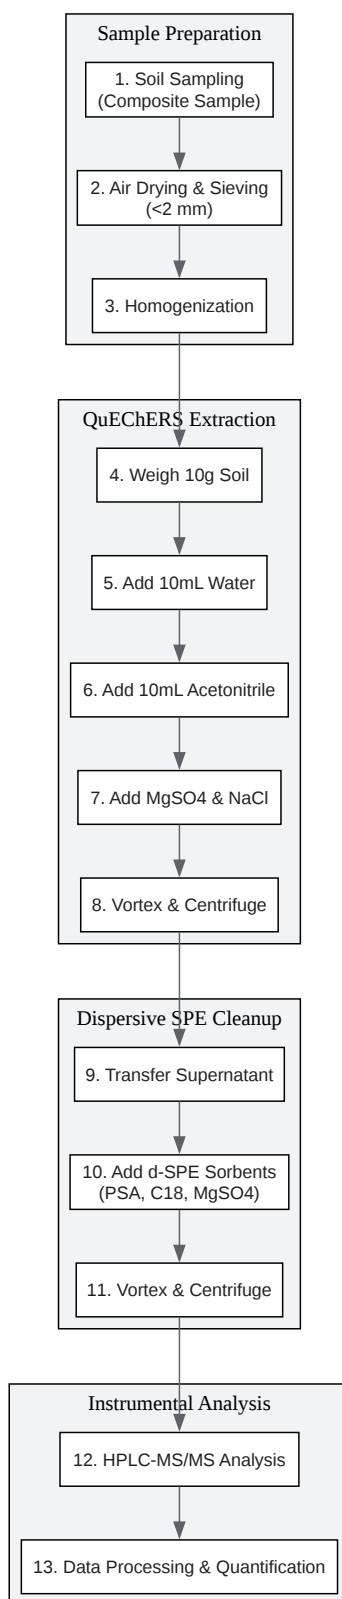 Sample Preparation
1. Soil Sampling
(Composite Sample)
2. Air Drying & Sieving
(<2 mm)
3. Homogenization
QuEChERS Extraction
4. Weigh 10g Soil
5. Add 10mL Water
6. Add 10mL Acetonitrile
7. Add MgSO4 & NaCl
8. Vortex & Centrifuge
Dispersive SPE Cleanup
9. Transfer Supernatant
10. Add d-SPE Sorbents
(PSA, C18, MgSO4)
11. Vortex & Centrifuge
Instrumental Analysis
12. HPLC-MS/MS Analysis
13. Data Processing & Quantification